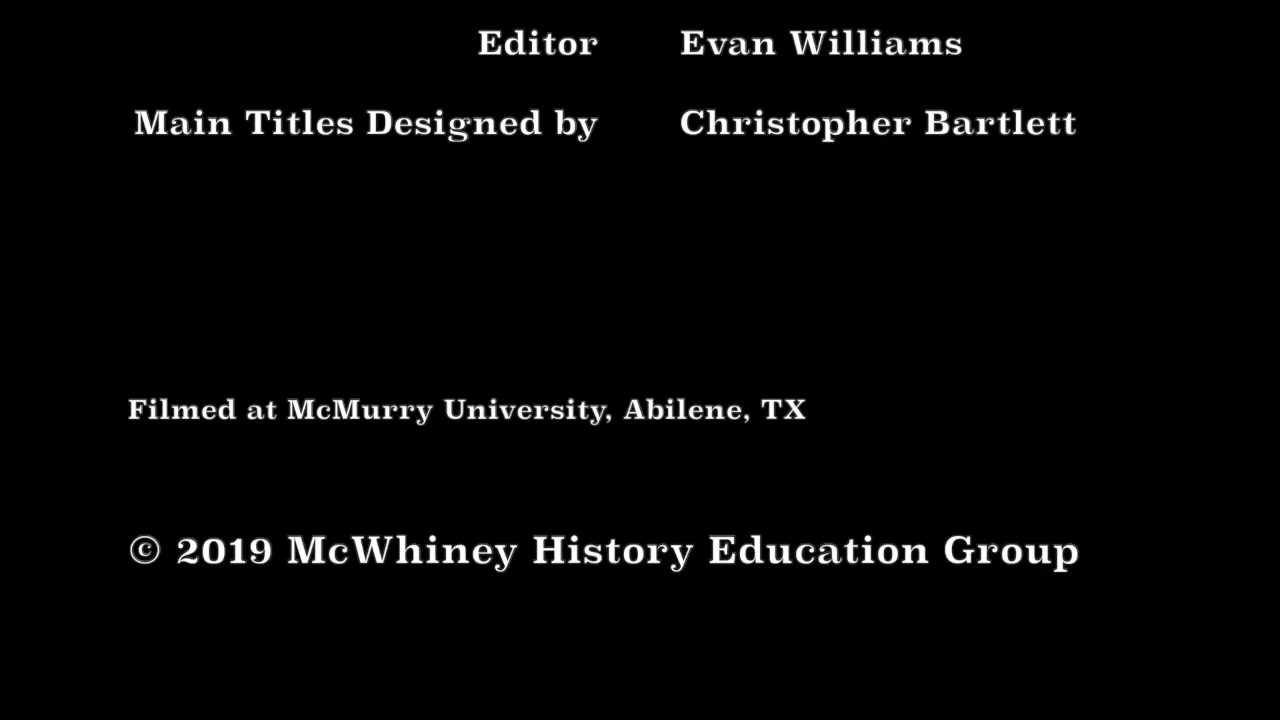 Editor Evan Williams
Main Titles Designed by Christopher Bartlett
Filmed at McMurry University, Abilene, TX
© 2019 McWhiney History Education Group